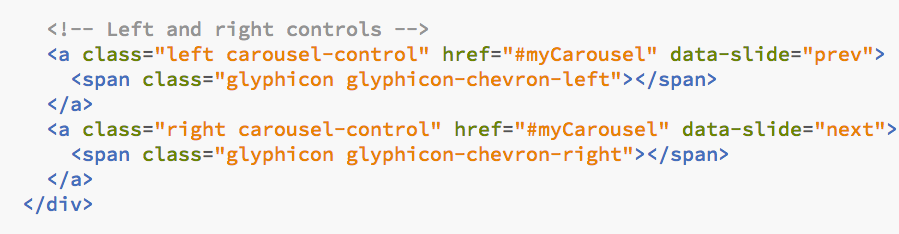 <!-- Left and right controls -->
<a class="left carousel-control" href="#myCarousel" data-slide="prev">
<span class="glyphicon glyphicon-chevron-left"></span>
</a>
<a class="right carousel-control" href="#myCarousel" data-slide="next">
<span class="glyphicon glyphicon-chevron-right"></span>
</a>
</div>